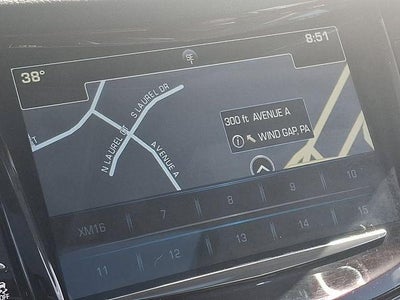 8:51
38°
S LAUREL DR
300 ft AVENUE A
WIND GAP, PA
N LAUREL ST
AVENUE A
XM16 7 8 9 10
11 12 13 14 15
OFF